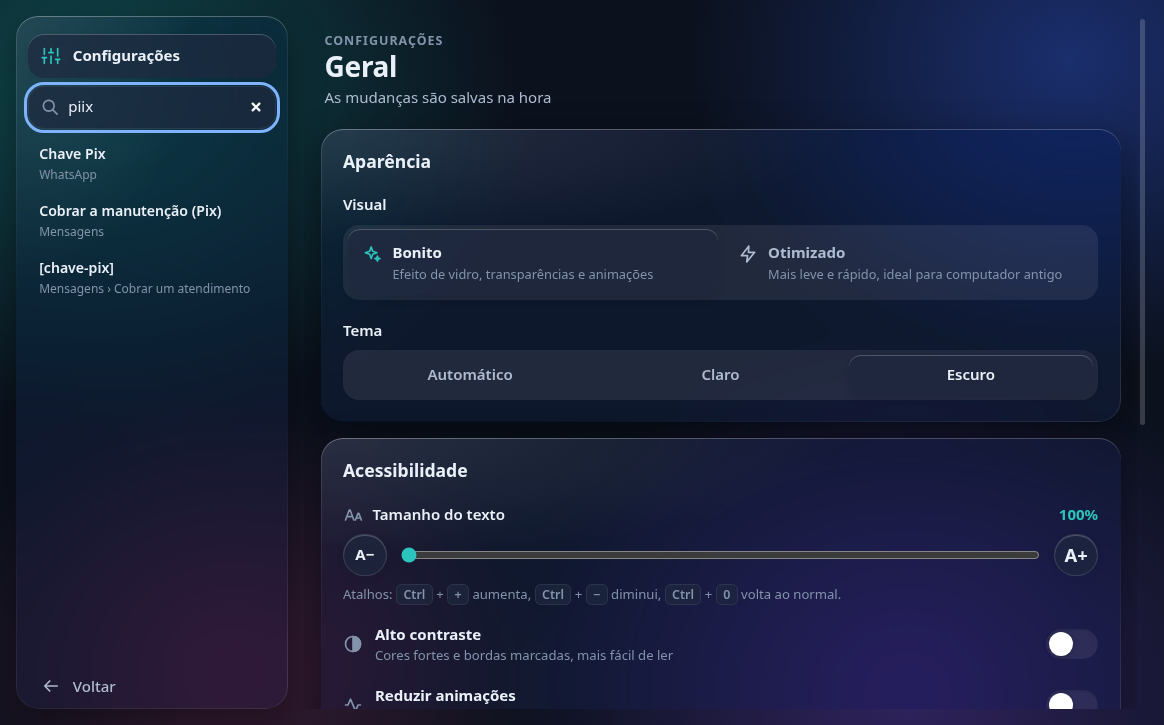 Configurações
piix
Chave Pix
WhatsApp
Cobrar a manutenção (Pix)
Mensagens
[chave-pix]
Mensagens › Cobrar um atendimento
Voltar
CONFIGURAÇÕES
Geral
As mudanças são salvas na hora
Aparência
Visual
Bonito
Efeito de vidro, transparências e animações
Otimizado
Mais leve e rápido, ideal para computador antigo
Tema
Automático Claro Escuro
Acessibilidade
Tamanho do texto 100%
A− A+
Atalhos: Ctrl + + aumenta, Ctrl + − diminui, Ctrl + 0 volta ao normal.
Alto contraste
Cores fortes e bordas marcadas, mais fácil de ler
Reduzir animações